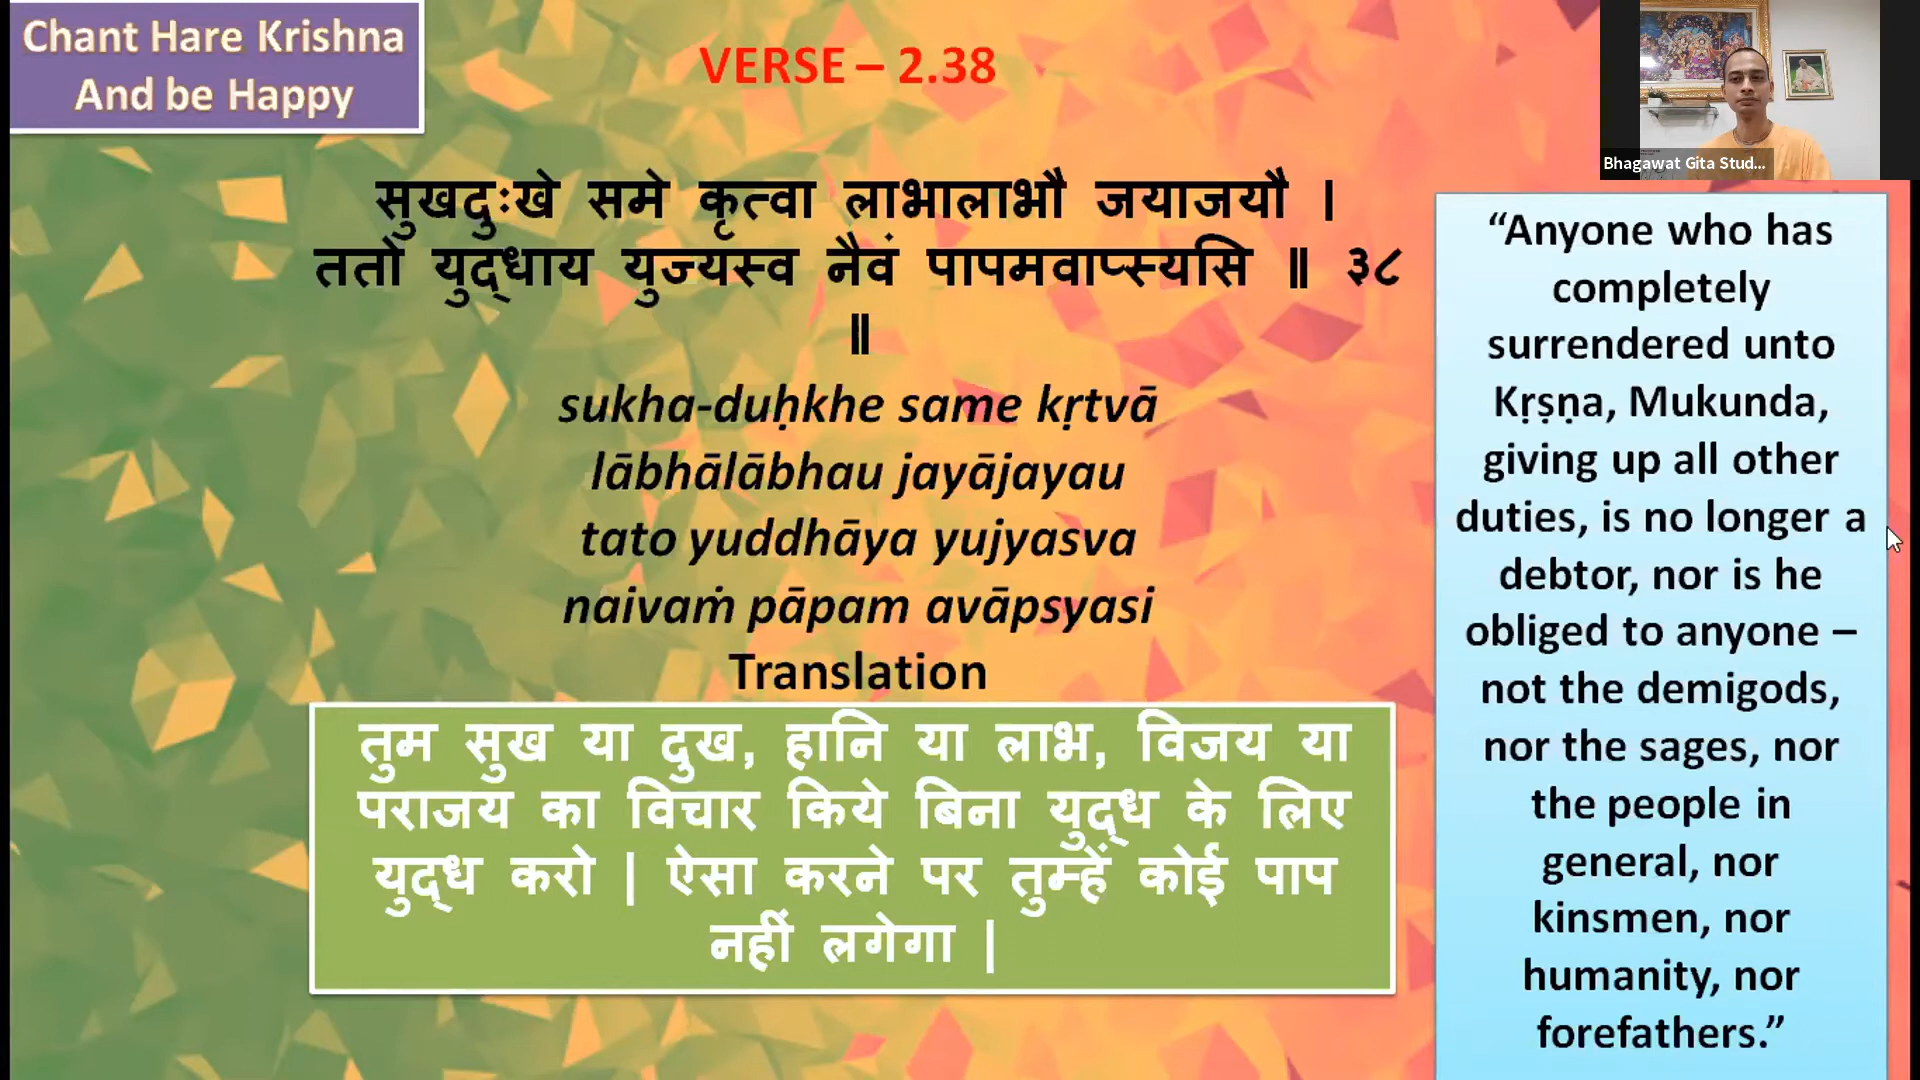 Chant Hare Krishna
And be Happy
VERSE – 2.38
सुखदुःखे समे कृत्वा लाभालाभौ जयाजयौ ।
ततो युद्धाय युज्यस्व नैवं पापमवाप्स्यसि ॥ ३८
॥
sukha-duḥkhe same kṛtvā
lābhālābhau jayājayau
tato yuddhāya yujyasva
naivaṁ pāpam avāpsyasi
Translation
तुम सुख या दुख, हानि या लाभ, विजय या
पराजय का विचार किये बिना युद्ध के लिए
युद्ध करो | ऐसा करने पर तुम्हें कोई पाप
नहीं लगेगा |
Bhagawat Gita Stud...
“Anyone who has
completely
surrendered unto
Kṛṣṇa, Mukunda,
giving up all other
duties, is no longer a
debtor, nor is he
obliged to anyone –
not the demigods,
nor the sages, nor
the people in
general, nor
kinsmen, nor
humanity, nor
forefathers.”